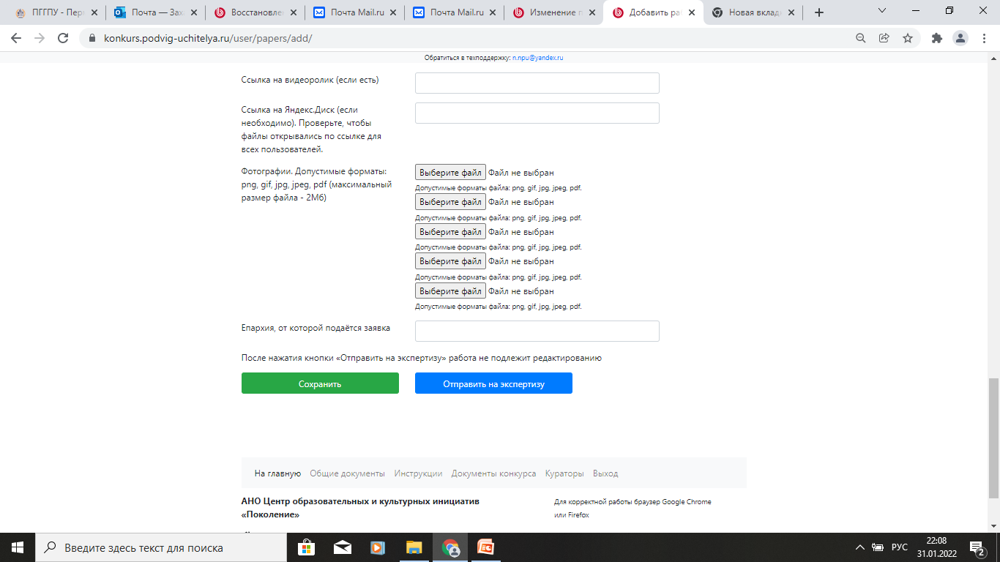 ПГГПУ - Пер
Почта — Зах
Восстановле
Почта Mail.ru
Почта Mail.ru
Изменение п
Добавить ра
Новая вклад
konkurs.podvig-uchitelya.ru/user/papers/add/
Обратиться в техподдержку: n.npu@yandex.ru
Ссылка на видеоролик (если есть)
Ссылка на Яндекс.Диск (если
необходимо). Проверьте, чтобы
файлы открывались по ссылке для
всех пользователей.
Фотографии. Допустимые форматы:
png, gif, jpg, jpeg, pdf (максимальный
размер файла - 2Мб)
Выберите файл Файл не выбран
Допустимые форматы файла: png, gif, jpg, jpeg, pdf.
Выберите файл Файл не выбран
Допустимые форматы файла: png, gif, jpg, jpeg, pdf.
Выберите файл Файл не выбран
Допустимые форматы файла: png, gif, jpg, jpeg, pdf.
Выберите файл Файл не выбран
Допустимые форматы файла: png, gif, jpg, jpeg, pdf.
Выберите файл Файл не выбран
Допустимые форматы файла: png, gif, jpg, jpeg, pdf.
Епархия, от которой подаётся заявка
После нажатия кнопки «Отправить на экспертизу» работа не подлежит редактированию
Сохранить
Отправить на экспертизу
На главную Общие документы Инструкции Документы конкурса Кураторы Выход
АНО Центр образовательных и культурных инициатив
«Поколение»
Для корректной работы браузер Google Chrome
или Firefox
Введите здесь текст для поиска
РУС
22:08
31.01.2022
2